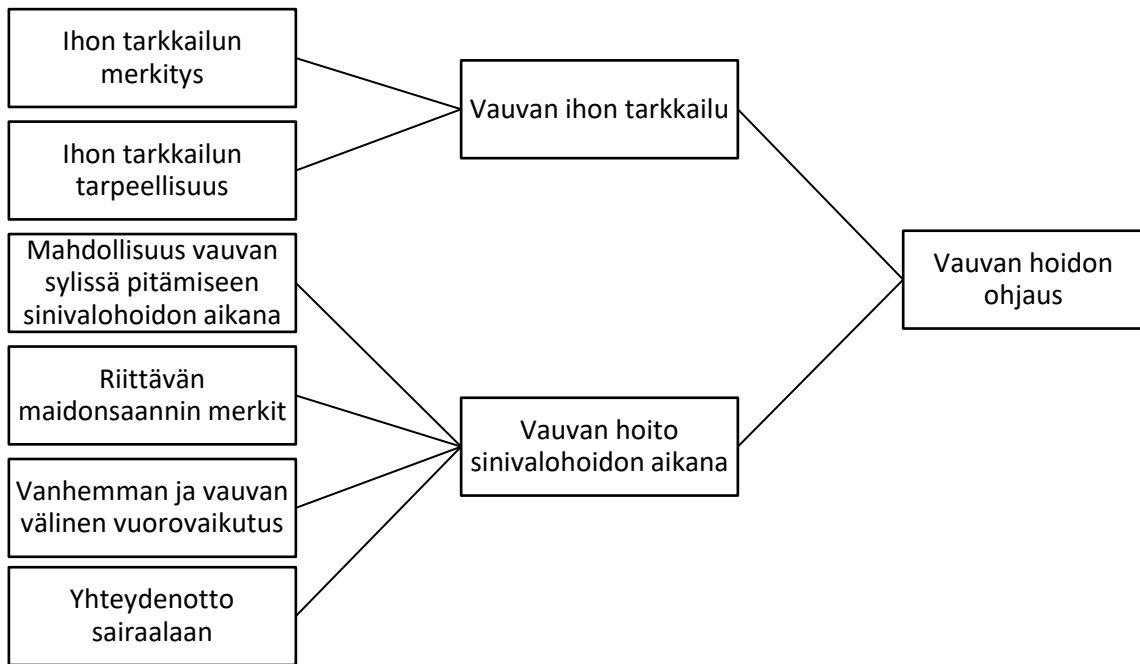 Ihon tarkkailun
merkitys
Ihon tarkkailun
tarpeellisuus
Mahdollisuus vauvan
sylissä pitämiseen
sinivalohoidon aikana
Riittävän
maidonsaannin merkit
Vanhemman ja vauvan
välinen vuorovaikutus
Yhteydenotto
sairaalaan
Vauvan ihon tarkkailu
Vauvan hoito
sinivalohoidon aikana
Vauvan hoidon
ohjaus